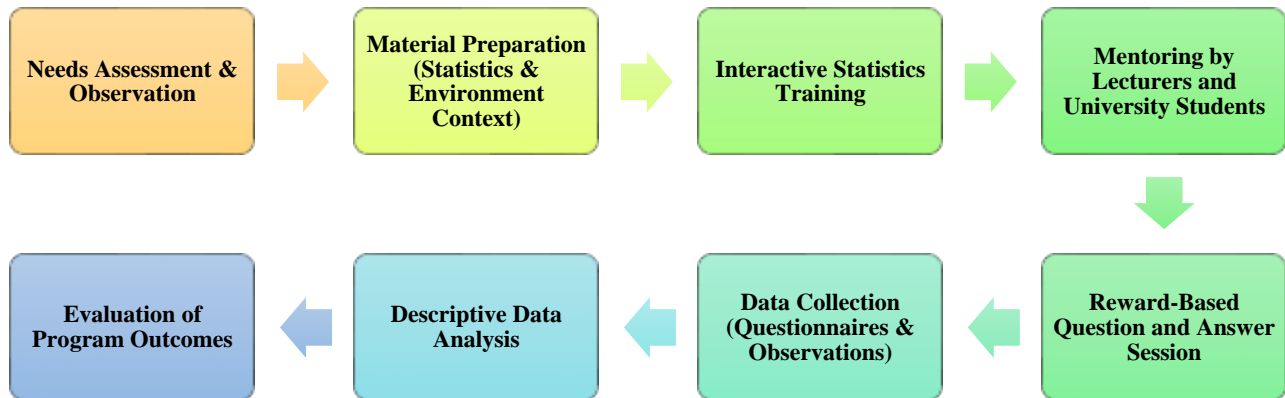 Needs Assessment &
Observation
Material Preparation
(Statistics &
Environment
Context)
Interactive Statistics
Training
Mentoring by
Lecturers and
University Students
Reward-Based
Question and Answer
Session
Data Collection
(Questionnaires &
Observations)
Descriptive Data
Analysis
Evaluation of
Program Outcomes